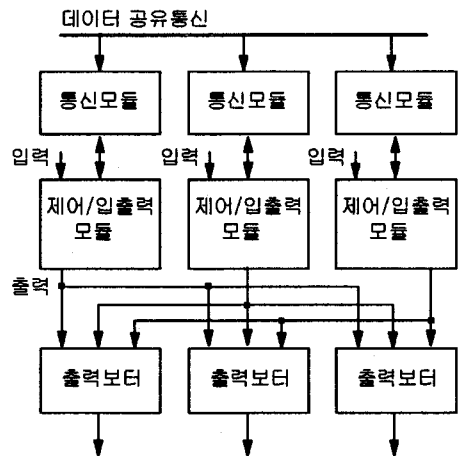 데이터 공유통신
통신모듈 통신모듈 통신모듈
입력 입력 입력
제어/입출력 제어/입출력 제어/입출력
모듈 모듈 모듈
출력
출력보터 출력보터 출력보터